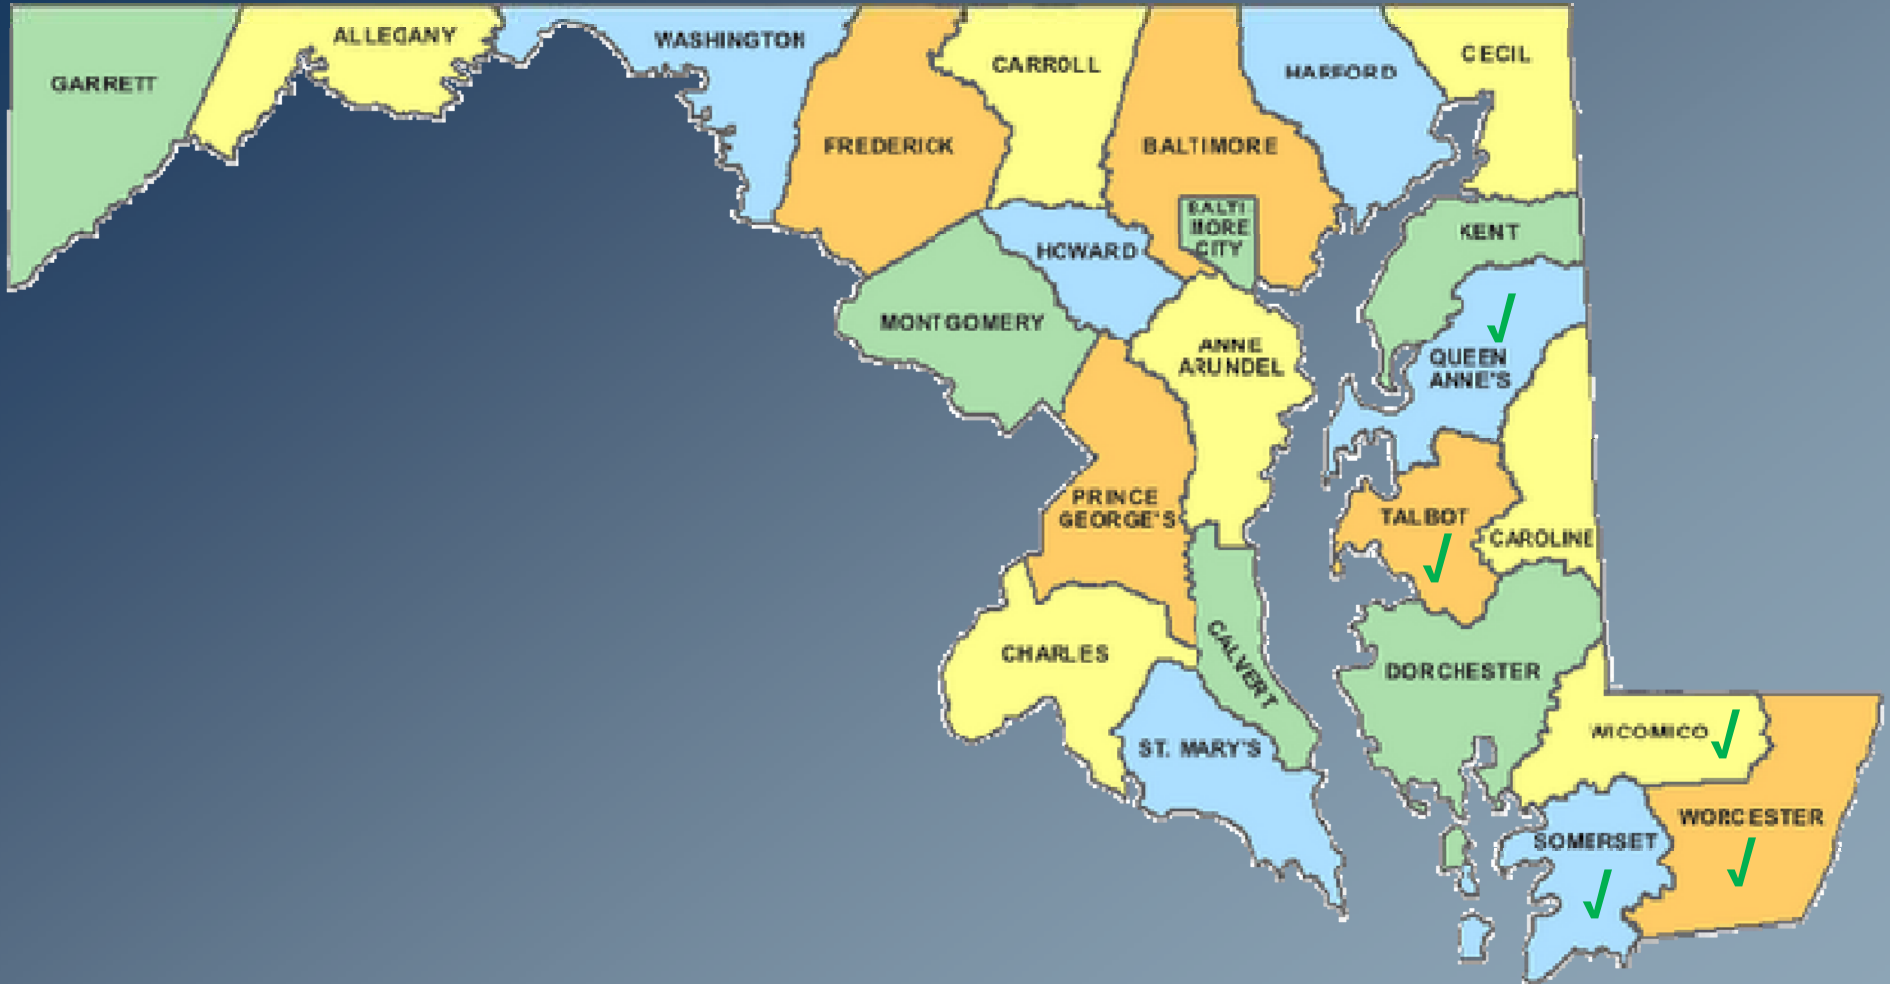 GARRETT
ALLEGANY
WASHINGTON
FREDERICK
CARROLL
BALTIMORE
HARFORD
CECIL
BALTI
MORE
CITY
KENT
HCWARD
MONTGOMERY
ANNE
ARUNDEL
QUEEN
ANNE'S
PRINCE
GEORGE'S
TALBOT
CAROLINE
CHARLES
CALVERT
DORCHESTER
ST. MARY'S
WICOMICO
WORCESTER
SOMERSET